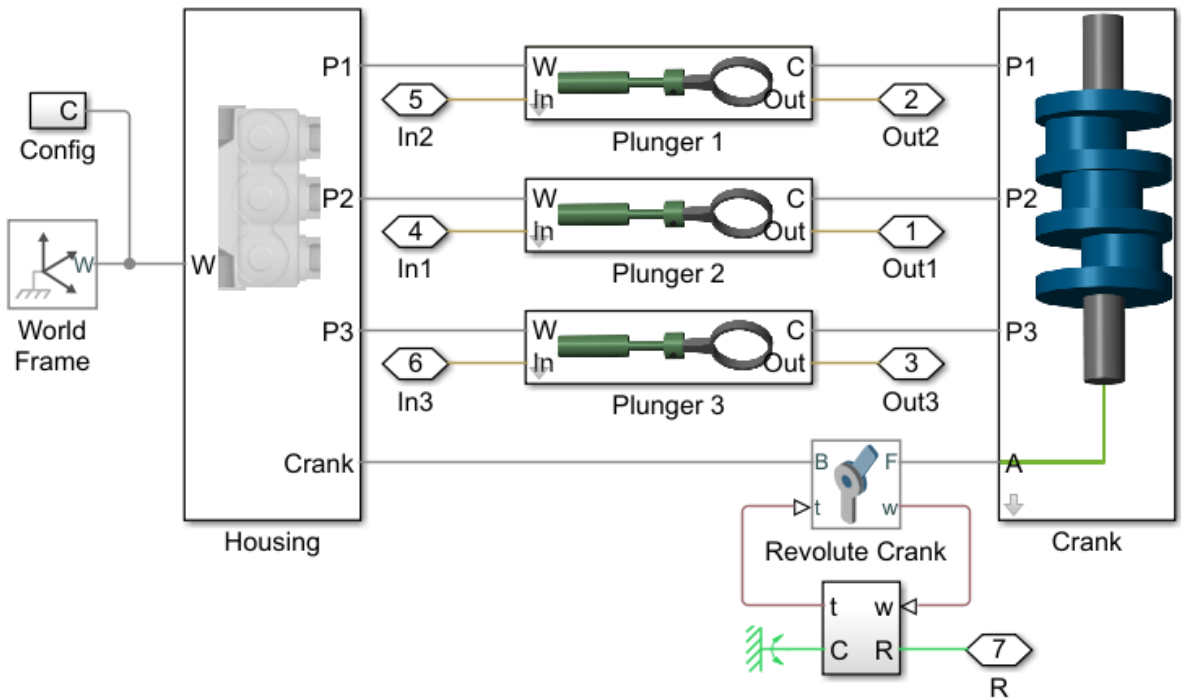 P1
W
C
P1
C
5
In
Out
2
Config
In2
Plunger 1
Out2
P2
W
C
P2
4
In
Out
1
W
W
In1
Plunger 2
Out1
World
Frame
P3
W
C
P3
6
In
Out
3
In3
Plunger 3
Out3
Crank
B
F
A
t
w
Housing
Revolute Crank
Crank
t
w
C
R
7
R